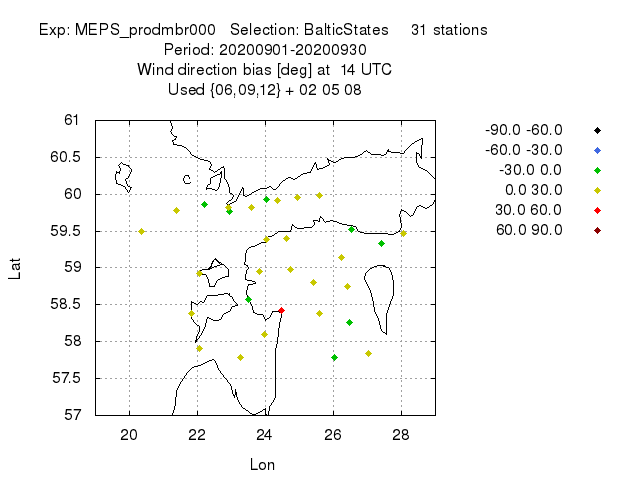 Exp: MEPS_prodmbr000 Selection: BalticStates 31 stations
Period: 20200901-20200930
Wind direction bias [deg] at 14 UTC
Used {06,09,12} + 02 05 08
61
60.5
60
59.5
59
58.5
58
57.5
57
Lat
20 22 24 26 28
Lon
-90.0 -60.0
-60.0 -30.0
-30.0 0.0
0.0 30.0
30.0 60.0
60.0 90.0